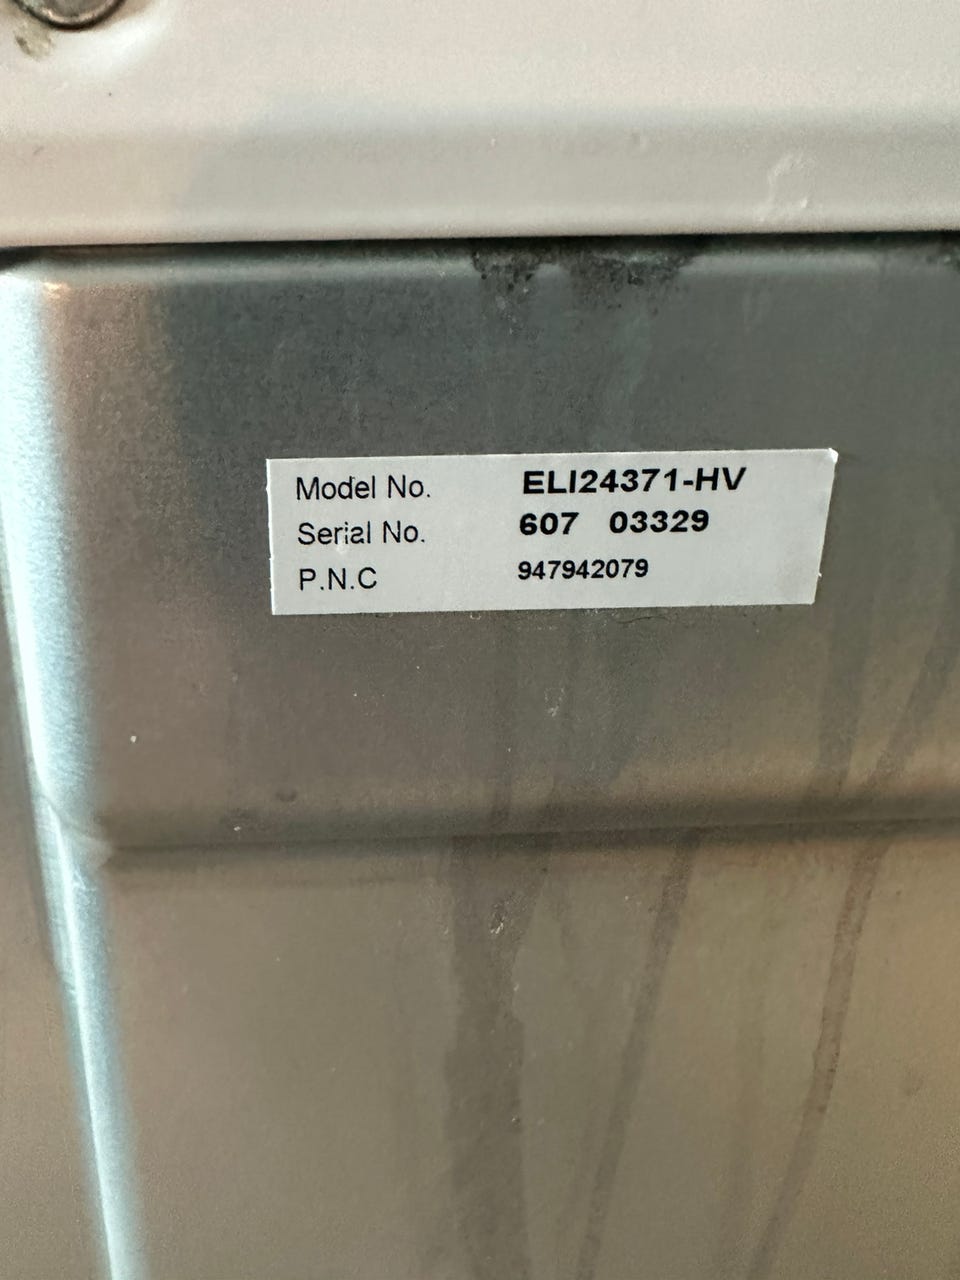 Model No. ELI24371-HV
Serial No. 607 03329
P.N.C 947942079